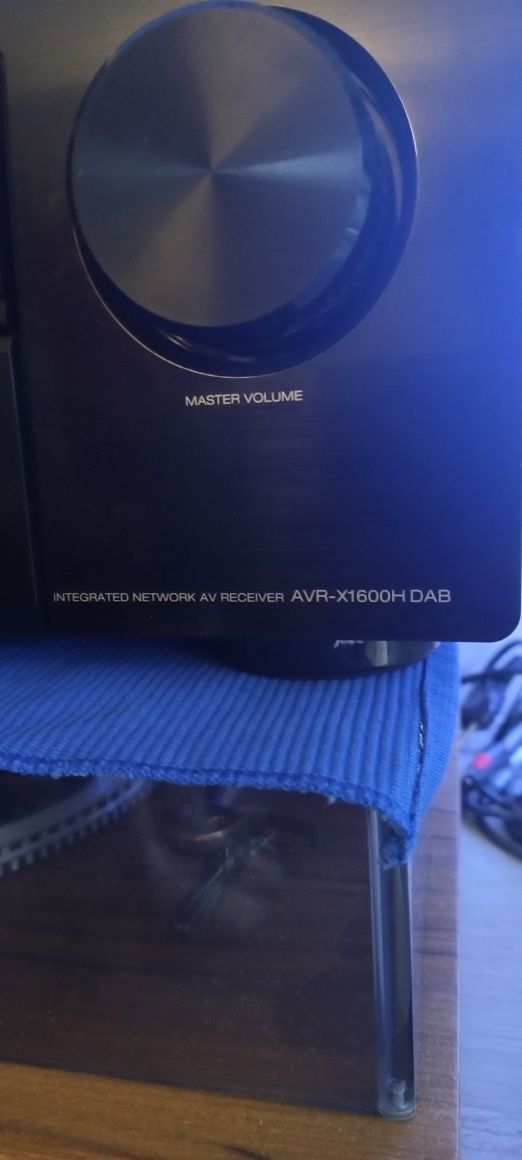 MASTER VOLUME
INTEGRATED NETWORK AV RECEIVER AVR-X1600H DAB